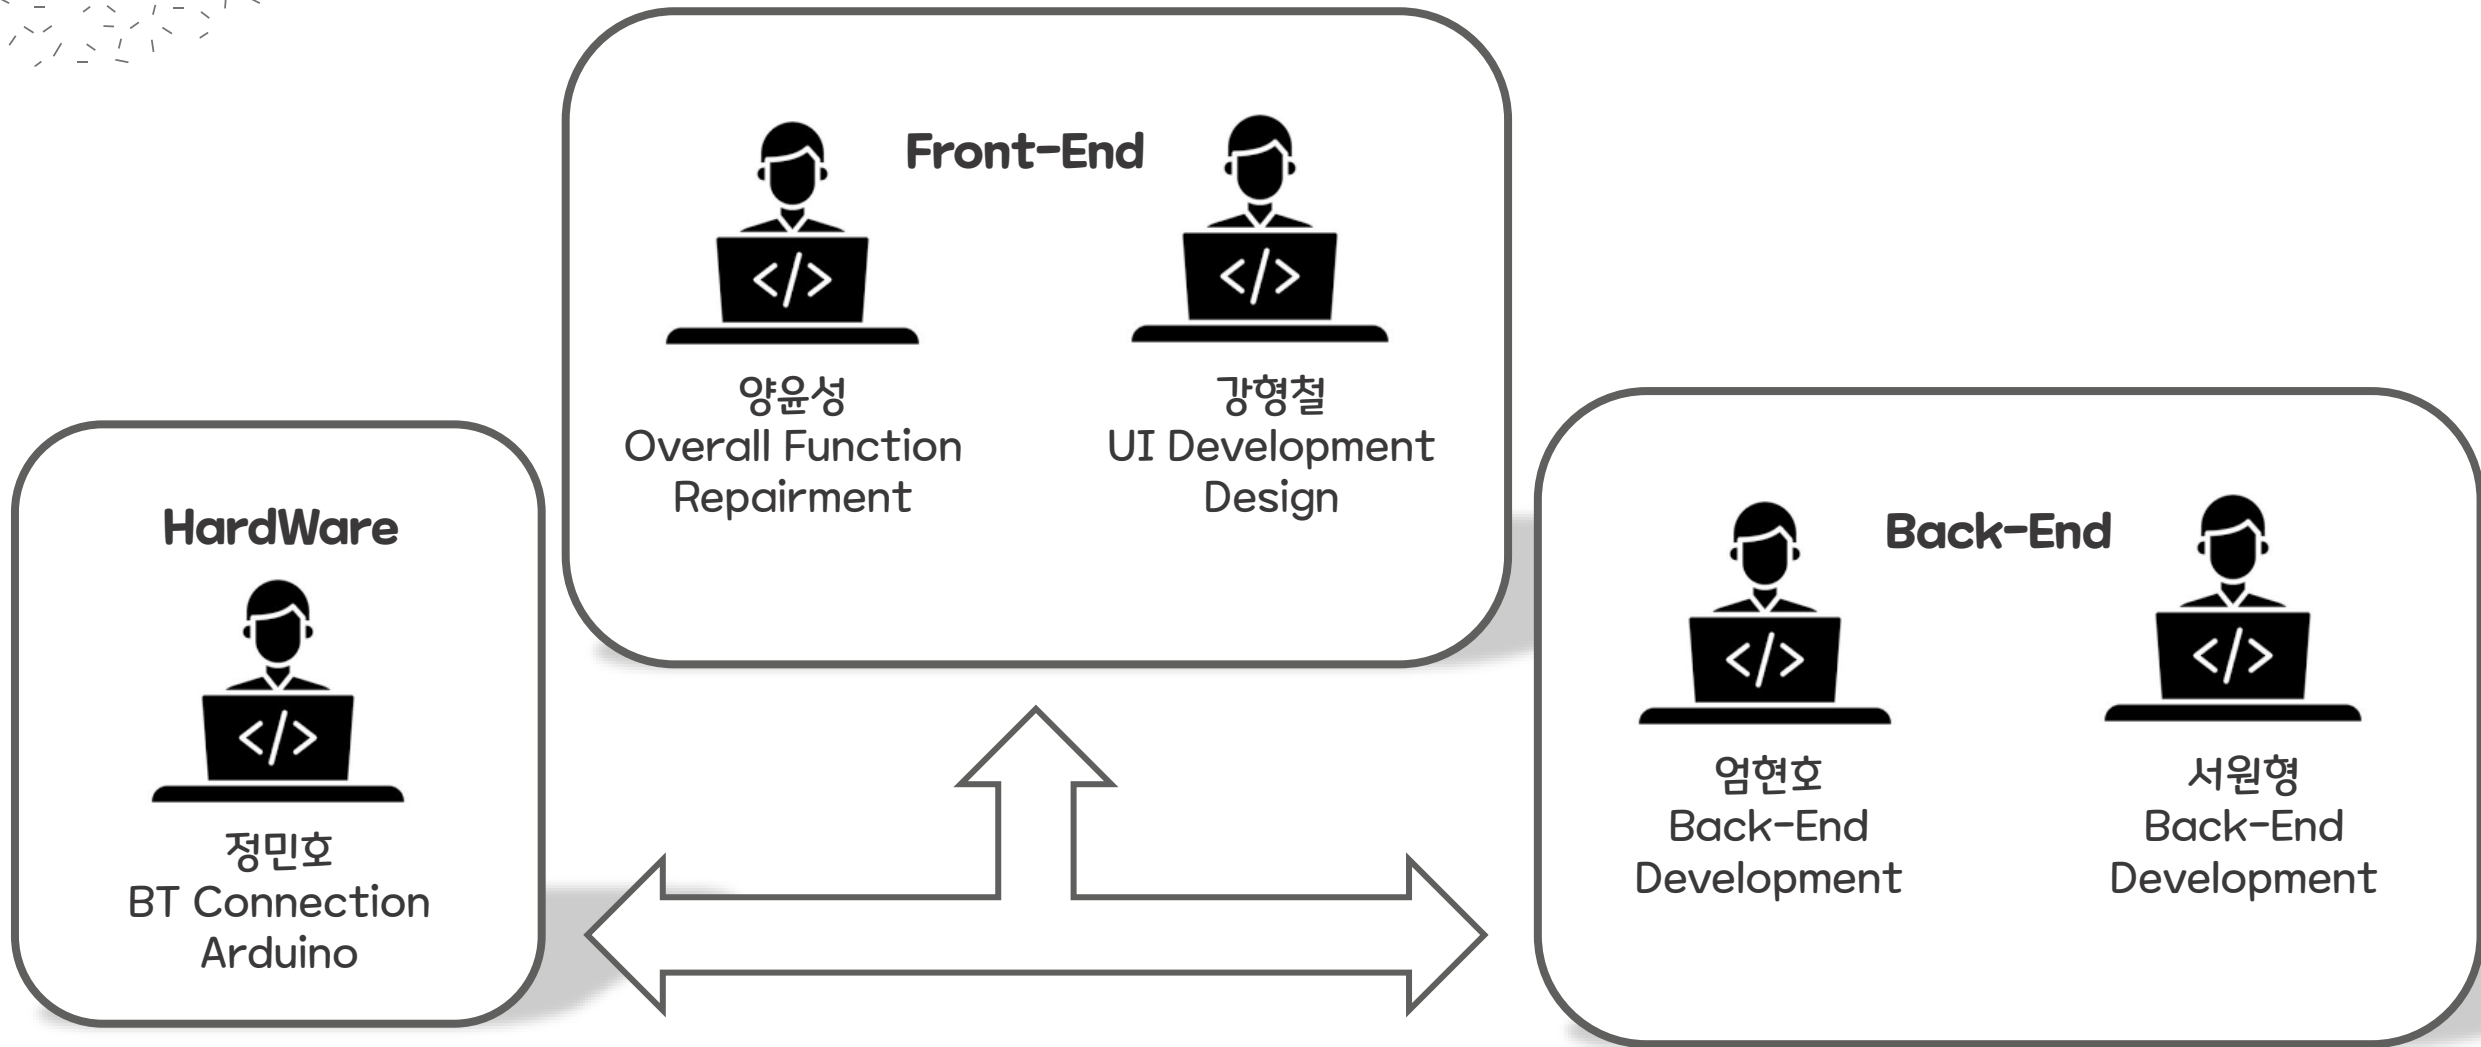 Front-End
</>
</>
양윤성
Overall Function
Repairment
강형철
UI Development
Design
HardWare
</>
정민호
BT Connection
Arduino
Back-End
</>
</>
엄현호
Back-End
Development
서원형
Back-End
Development